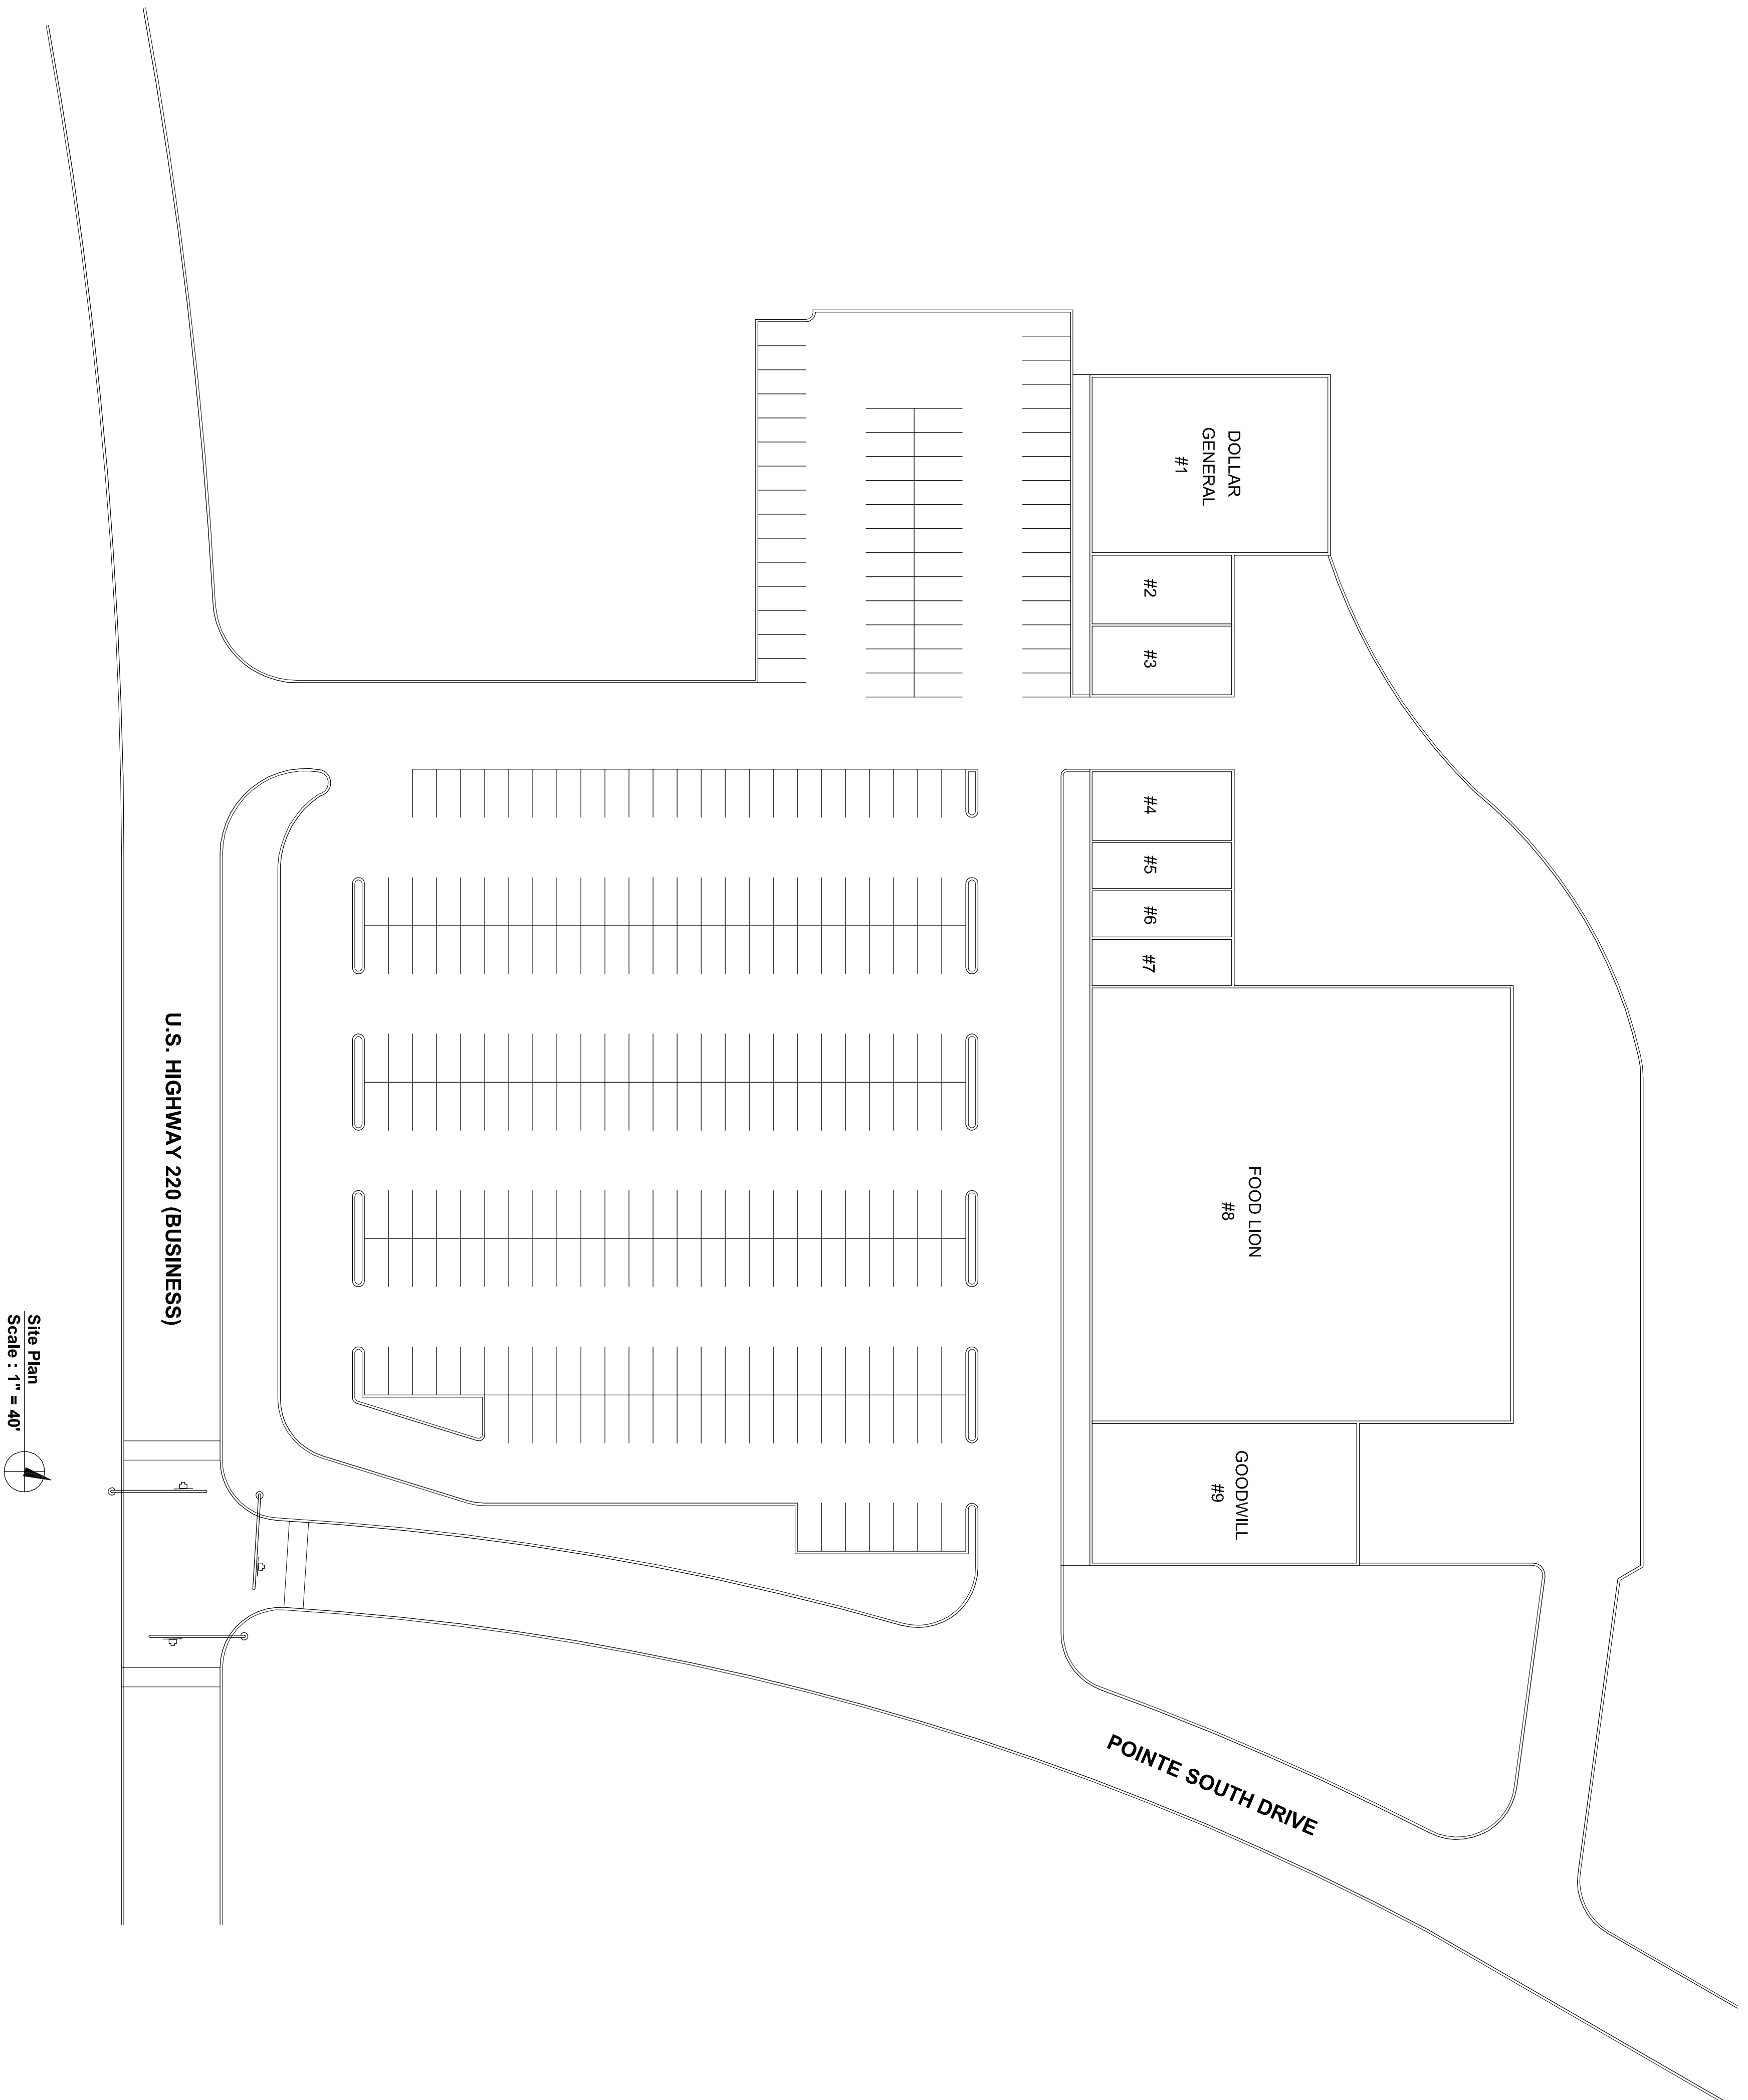 DOLLAR
GENERAL
#1
#2
#3
#4
#5
#6
#7
FOOD LION
#8
GOODWILL
#9
POINTE SOUTH DRIVE
U.S. HIGHWAY 220 (BUSINESS)
Site Plan
Scale : 1" = 40'